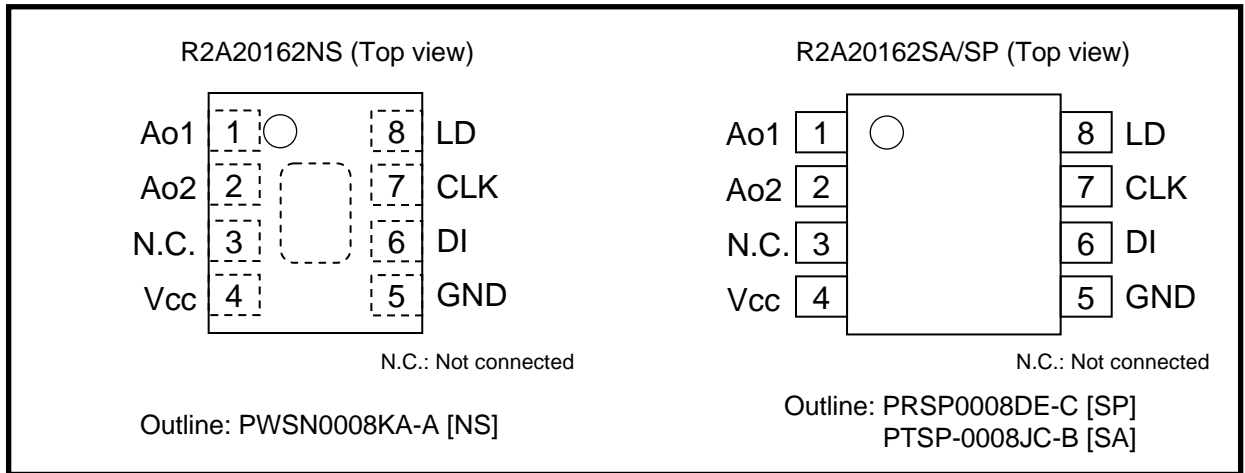 R2A20162NS (Top view)
Ao1 1 8 LD
Ao2 2 7 CLK
N.C. 3 6 DI
Vcc 4 5 GND
N.C.: Not connected
Outline: PWSN0008KA-A [NS]
R2A20162SA/SP (Top view)
Ao1 1 8 LD
Ao2 2 7 CLK
N.C. 3 6 DI
Vcc 4 5 GND
N.C.: Not connected
Outline: PRSP0008DE-C [SP]
PTSP-0008JC-B [SA]